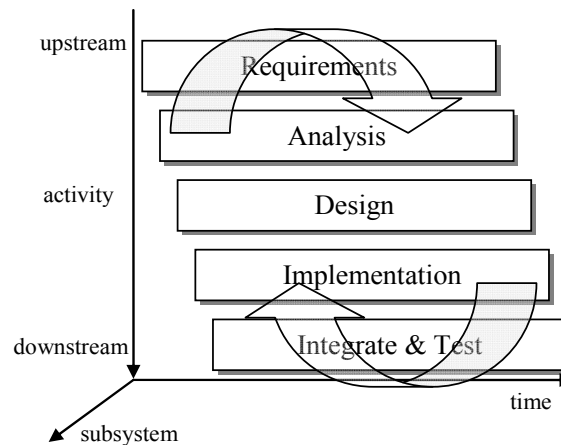 upstream
Requirements
Analysis
activity
Design
Implementation
downstream
Integrate & Test
time
subsystem